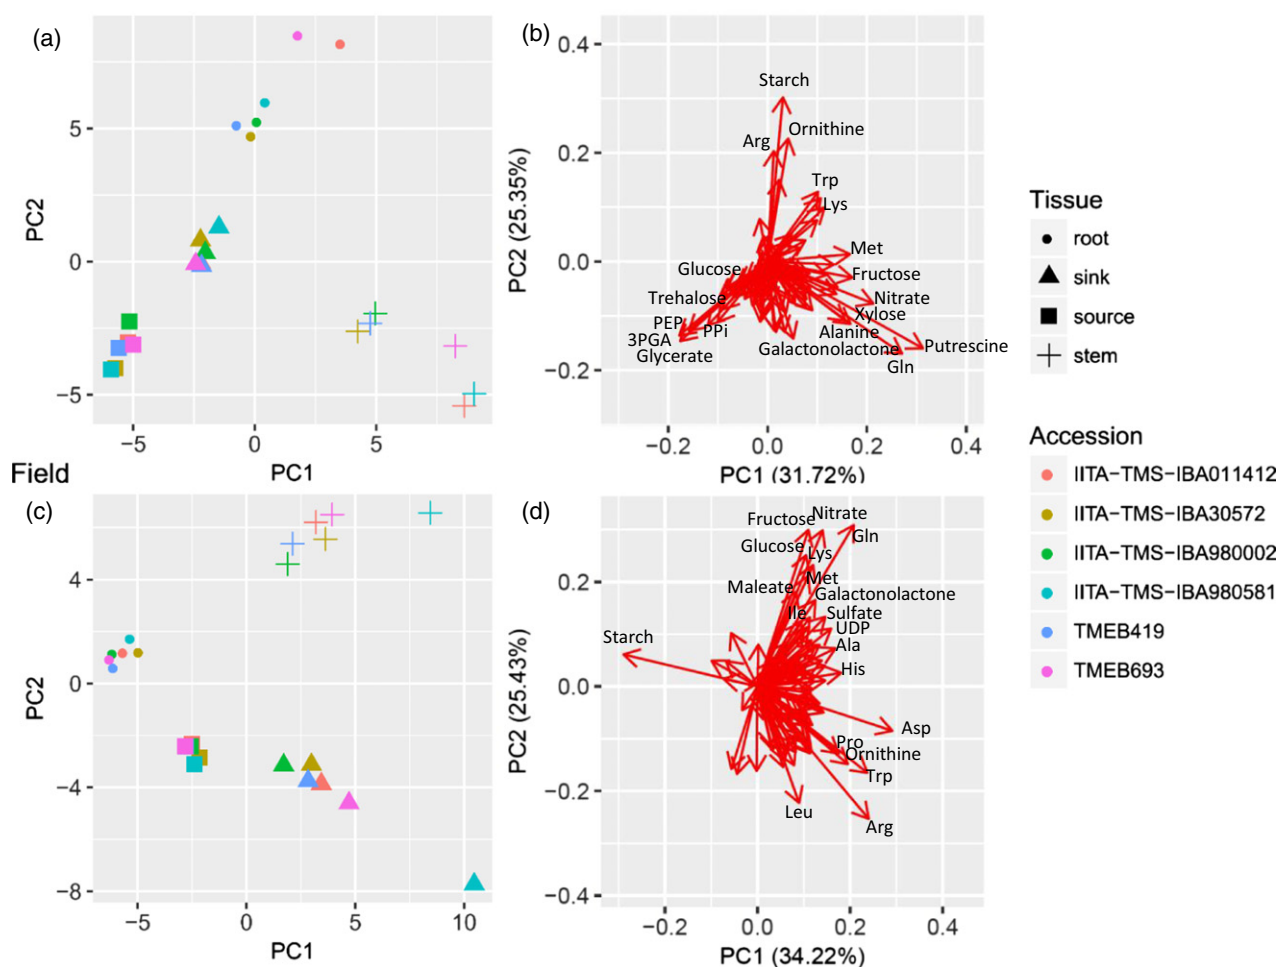 (a)
5
0
−5
PC2
−5
0
5
PC1
(b)
0.4
0.2
0.0
−0.2
PC2 (25.35%)
Starch
Ornithine
Arg
Trp
Lys
Met
Glucose
Fructose
Trehalose
Nitrate
Xylose
PEP
PPi
Alanine
3PGA
Galactonolactone
Putrescine
Glycerate
Gln
−0.2
0.0
0.2
0.4
PC1 (31.72%)
Field
(c)
4
0
−4
−8
PC2
−5
0
5
10
PC1
(d)
0.2
0.0
−0.2
−0.4
PC2 (25.43%)
Nitrate
Fructose
Gln
Glucose
Lys
Met
Maleate
Galactonolactone
Ile
Sulfate
UDP
Starch
Ala
His
Asp
Pro
Ornithine
Trp
Leu
Arg
−0.2
0.0
0.2
0.4
PC1 (34.22%)
Tissue
root
sink
source
stem
Accession
IITA−TMS−IBA011412
IITA−TMS−IBA30572
IITA−TMS−IBA980002
IITA−TMS−IBA980581
TMEB419
TMEB693